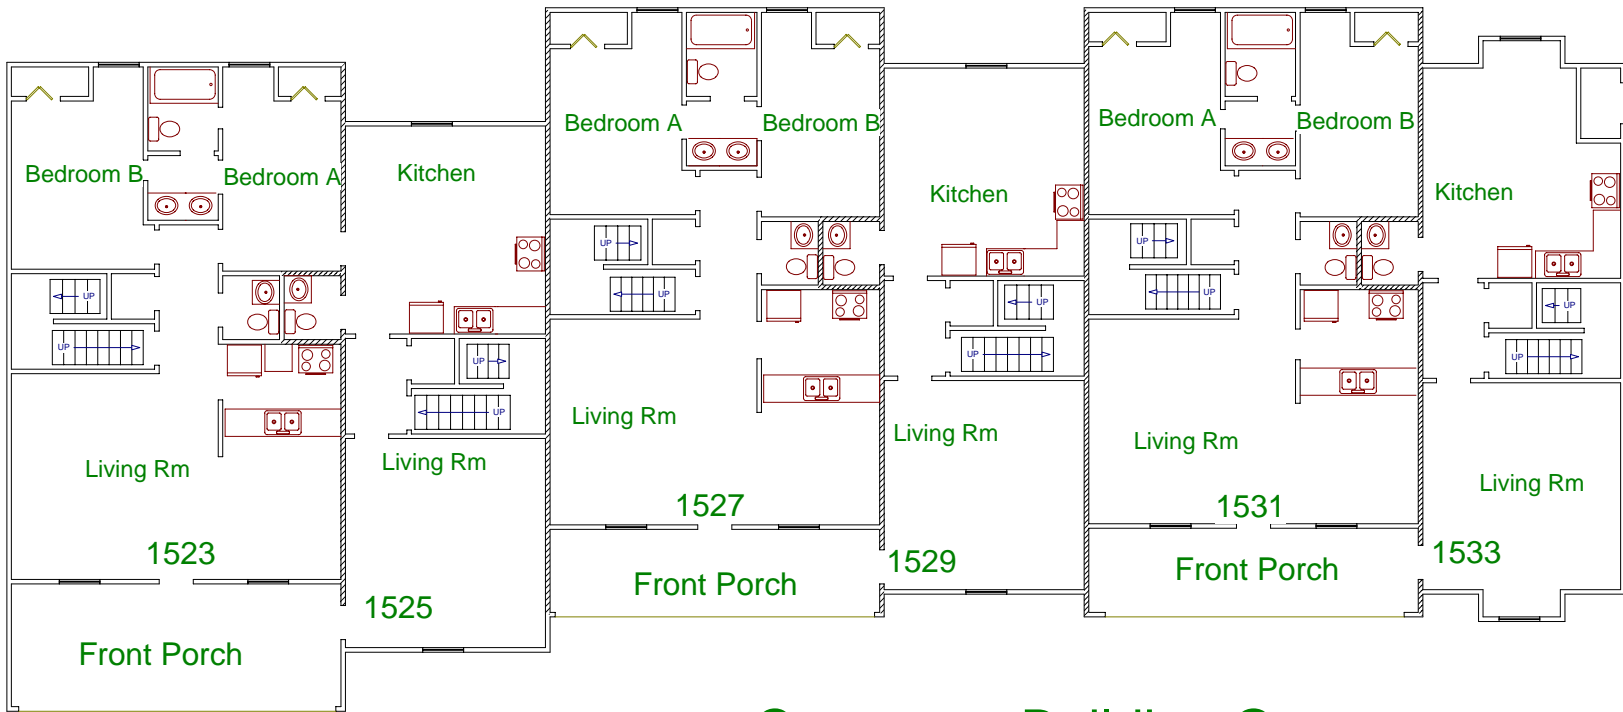 Bedroom B
Bedroom A
UP
UP
Living Rm
1523
Front Porch
Kitchen
UP
UP
Living Rm
1525
Bedroom A
Bedroom B
UP
UP
Living Rm
1527
Front Porch
Kitchen
UP
UP
Living Rm
1529
Bedroom A
Bedroom B
UP
UP
Living Rm
1531
Front Porch
Kitchen
UP
UP
Living Rm
1533